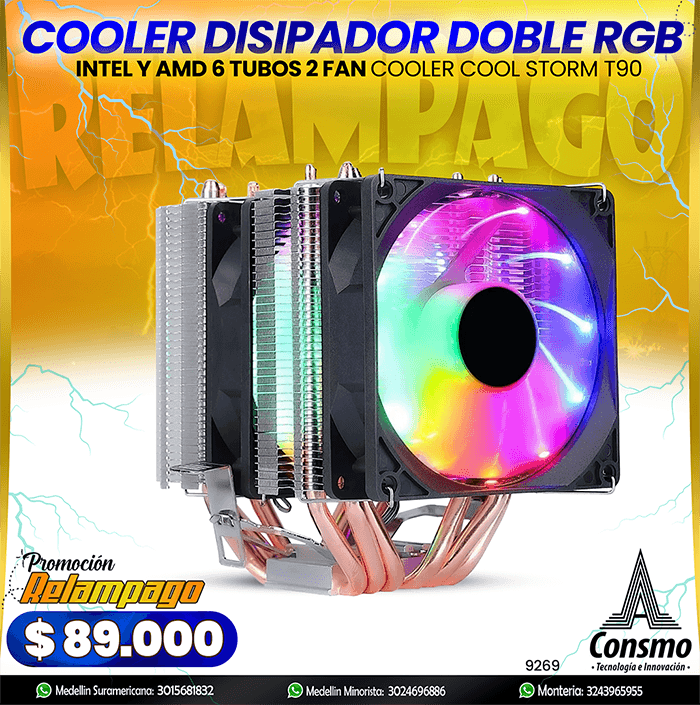 COOLER DISIPADOR DOBLE RGB
INTEL Y AMD 6 TUBOS 2 FAN COOLER COOL STORM T90
RELAMPAGO
Promoción
Relampago
$ 89.000
Consmo
• Tecnología e Innovación •
9269
Medellin Suramericana: 3015681832
Medellin Minorista: 3024696886
Monteria: 3243965955